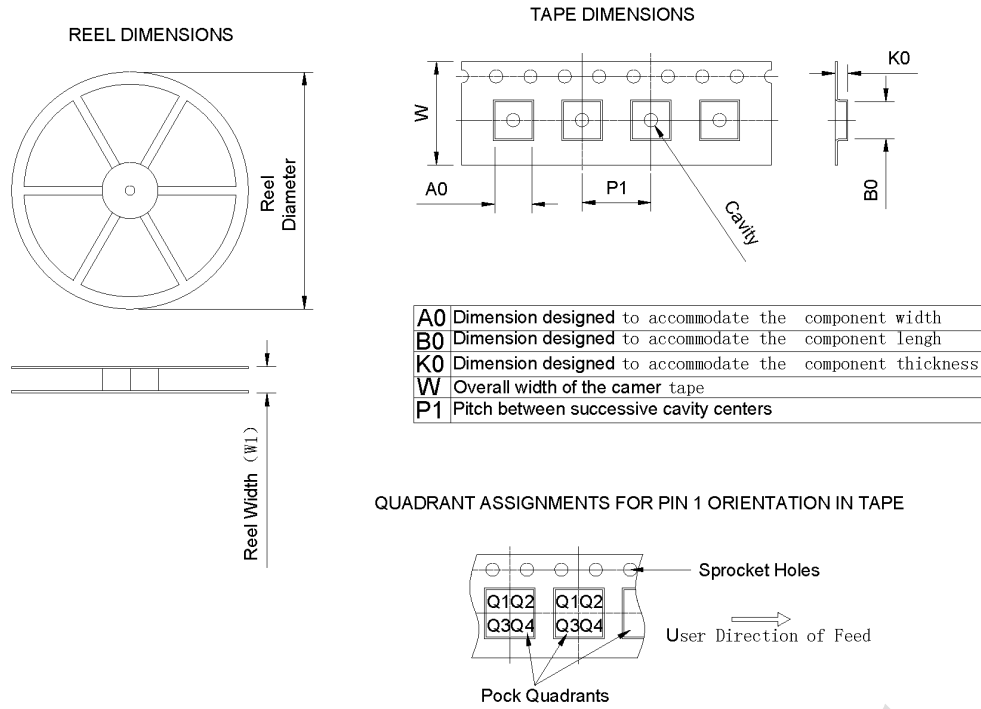 REEL DIMENSIONS
TAPE DIMENSIONS
Reel
Diameter
W
K0
A0
P1
B0
Cavity
A0 Dimension designed to accommodate the component width
B0 Dimension designed to accommodate the component lengh
K0 Dimension designed to accommodate the component thickness
W Overall width of the camer tape
P1 Pitch between successive cavity centers
Reel Width (W1)
QUADRANT ASSIGNMENTS FOR PIN 1 ORIENTATION IN TAPE
Sprocket Holes
Q1Q2 Q1Q2
Q3Q4 Q3Q4
User Direction of Feed
Pock Quadrants